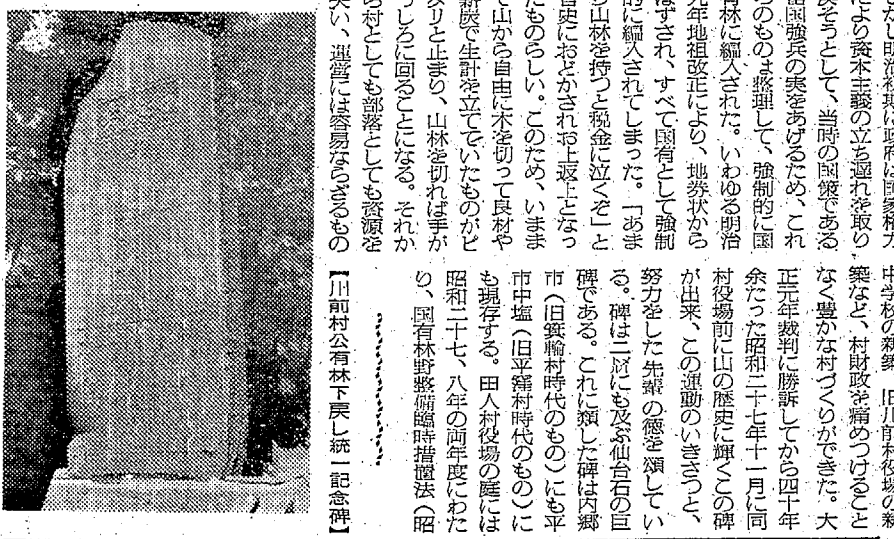 たし明治初期に政府は国家権力
により資本主義の立ち遅れを取り
戻そうとして、当時の国策である
富国強兵の実をあげるため、これ
らのものは整理して、強制的に国
有林に編入された。いわゆる明治
元年地祖改正により、地券状から
はずされ、すべて国有として強制
的に編入されてしまった。「あま
り山林を持つと税金に泣くぞ」と
習史におどかされお上返上となっ
たものらしい。このため、いまま
で山から自由に木を切って良材や
薪炭で生計を立てていたものがピ
タリと止まり、山林を切れば手が
うしろに回ることになる。それか
ら村としても部落としても資源を
失い、運営には容易ならざるもの
中学校の新築、旧川前村役場の新
築など、村財政を痛めつけること
なく豊かな村づくりができた。大
正元年裁判に勝訴してから四十年
余たった昭和二十七年十一月に同
村役場前に山の歴史に輝くこの碑
が出来、この運動のいきさつと、
努力をした先輩の徳を頌してい
る。碑は二㍍にも及ぶ仙台石の巨
碑である。これに類した碑は内郷
市（旧箕輪村時代のもの）にも平
市中塩（旧平窪村時代のもの）に
も現存する。田人村役場の庭には
昭和二十七、八年の両年度にわた
り、国有林野整備臨時措置法（昭
【川前村公有林下戻し統一記念碑】